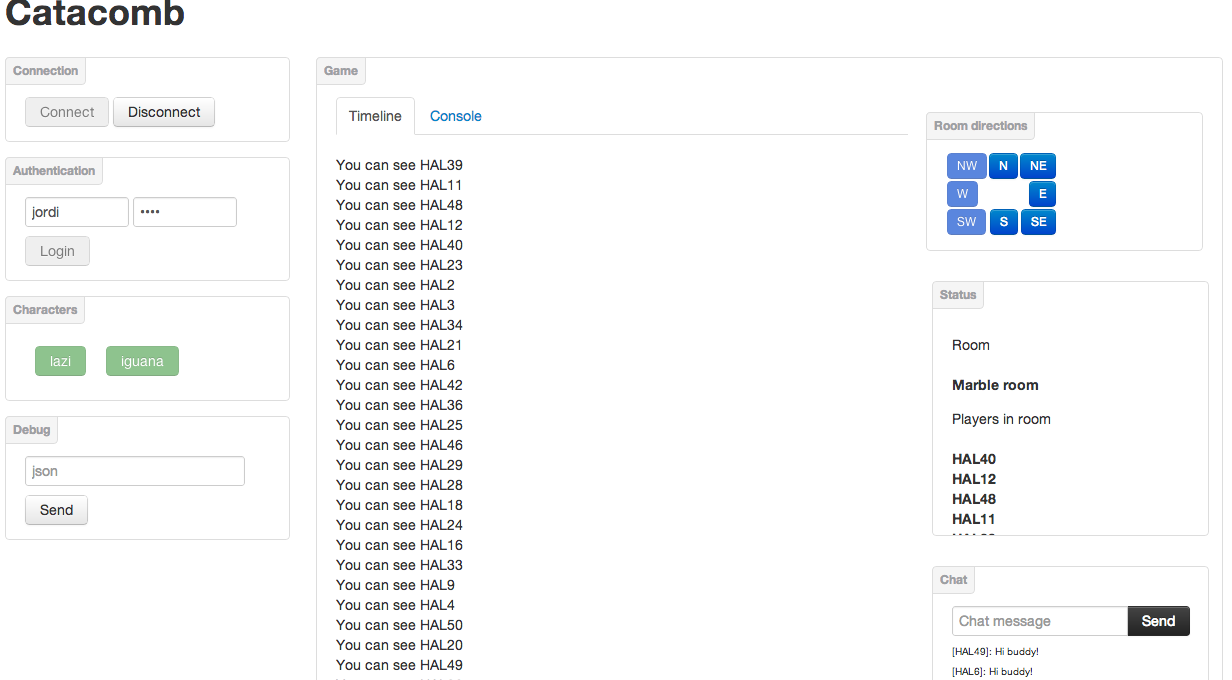 Catacomb
Connection
Connect Disconnect
Authentication
jordi ••••
Login
Characters
lazi iguana
Debug
json
Send
Game
Timeline Console
You can see HAL39
You can see HAL11
You can see HAL48
You can see HAL12
You can see HAL40
You can see HAL23
You can see HAL2
You can see HAL3
You can see HAL34
You can see HAL21
You can see HAL6
You can see HAL42
You can see HAL36
You can see HAL25
You can see HAL46
You can see HAL29
You can see HAL28
You can see HAL18
You can see HAL24
You can see HAL16
You can see HAL33
You can see HAL9
You can see HAL4
You can see HAL50
You can see HAL20
You can see HAL49
Room directions
NW N NE
W E
SW S SE
Status
Room
Marble room
Players in room
HAL40
HAL12
HAL48
HAL11
Chat
Chat message Send
[HAL49]: Hi buddy!
[HAL6]: Hi buddy!